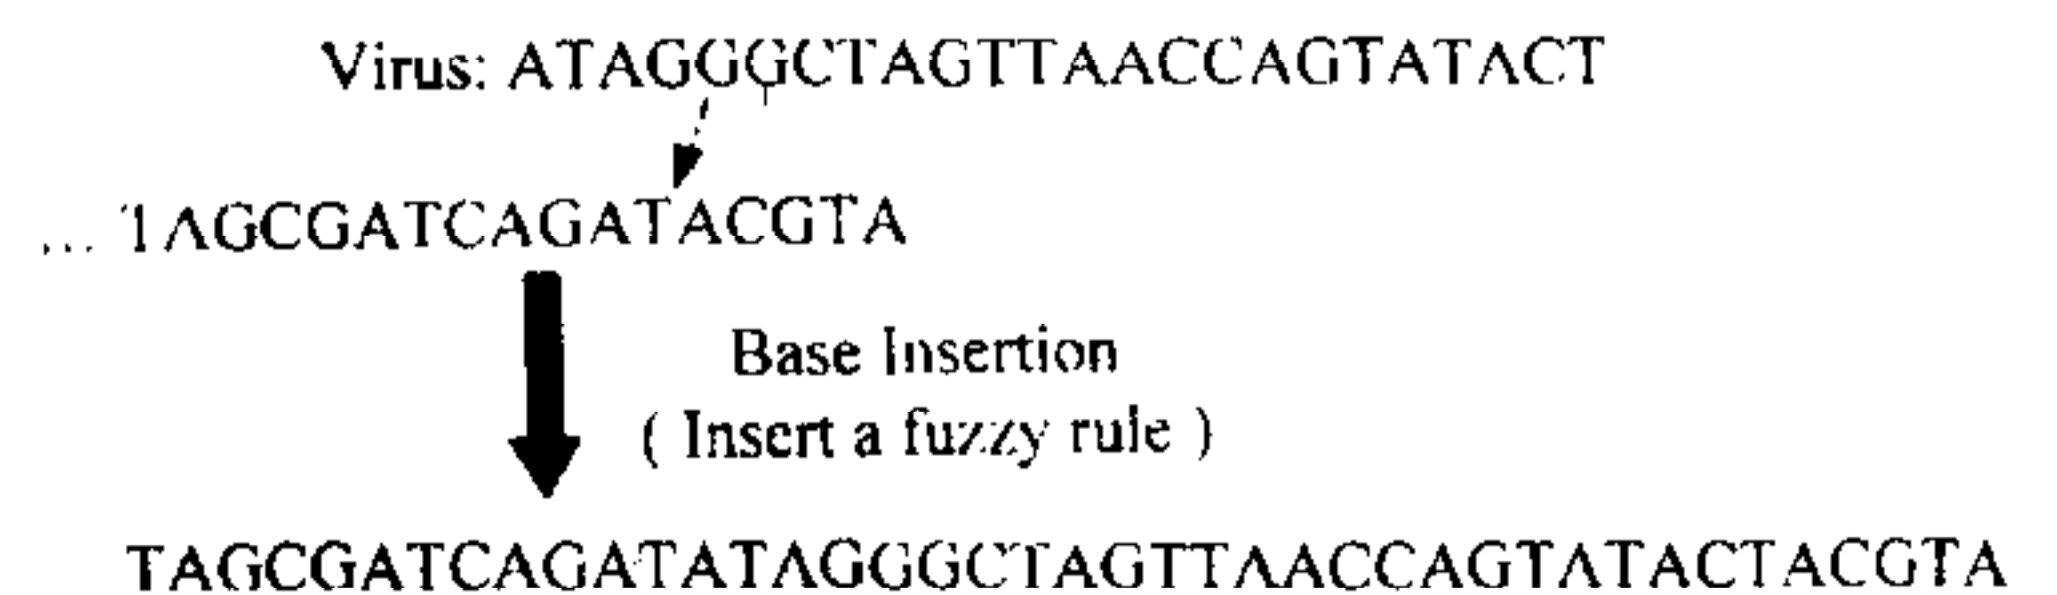 Virus: ATAGGGCTAGTTAACCAGTATACT
... TAGCGATCAGATACGTA
Base Insertion
( Insert a fuzzy rule )
TAGCGATCAGATATAGGGCTAGTTAACCAGTATACTACGTA